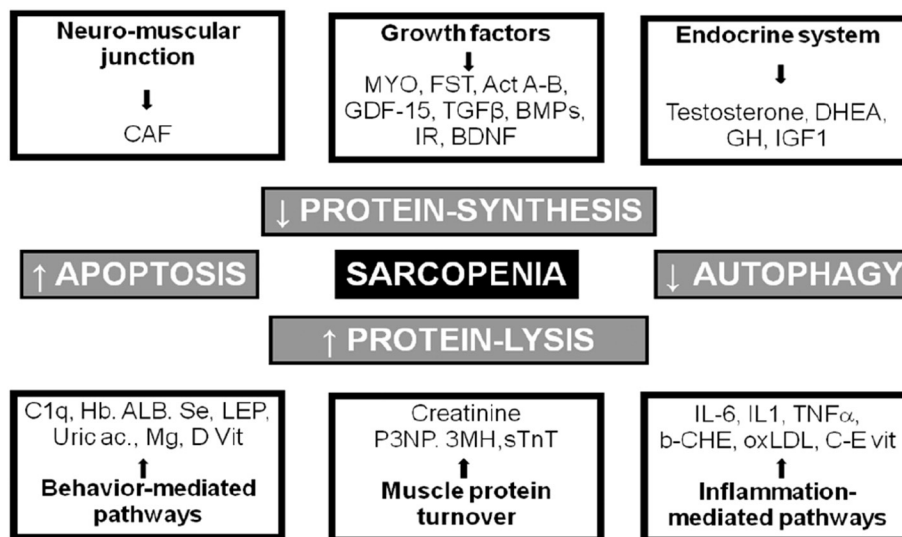 Neuro-muscular
junction
↓
CAF
Growth factors
↓
MYO, FST, Act A-B,
GDF-15, TGFβ, BMPs,
IR, BDNF
Endocrine system
↓
Testosterone, DHEA,
GH, IGF1
↓ PROTEIN-SYNTHESIS
↑ APOPTOSIS
SARCOPENIA
↓ AUTOPHAGY
↑ PROTEIN-LYSIS
C1q, Hb. ALB. Se, LEP,
Uric ac., Mg, D Vit
↑
Behavior-mediated
pathways
Creatinine
P3NP. 3MH,sTnT
↑
Muscle protein
turnover
IL-6, IL1, TNFα,
b-CHE, oxLDL, C-E vit
↑
Inflammation-
mediated pathways